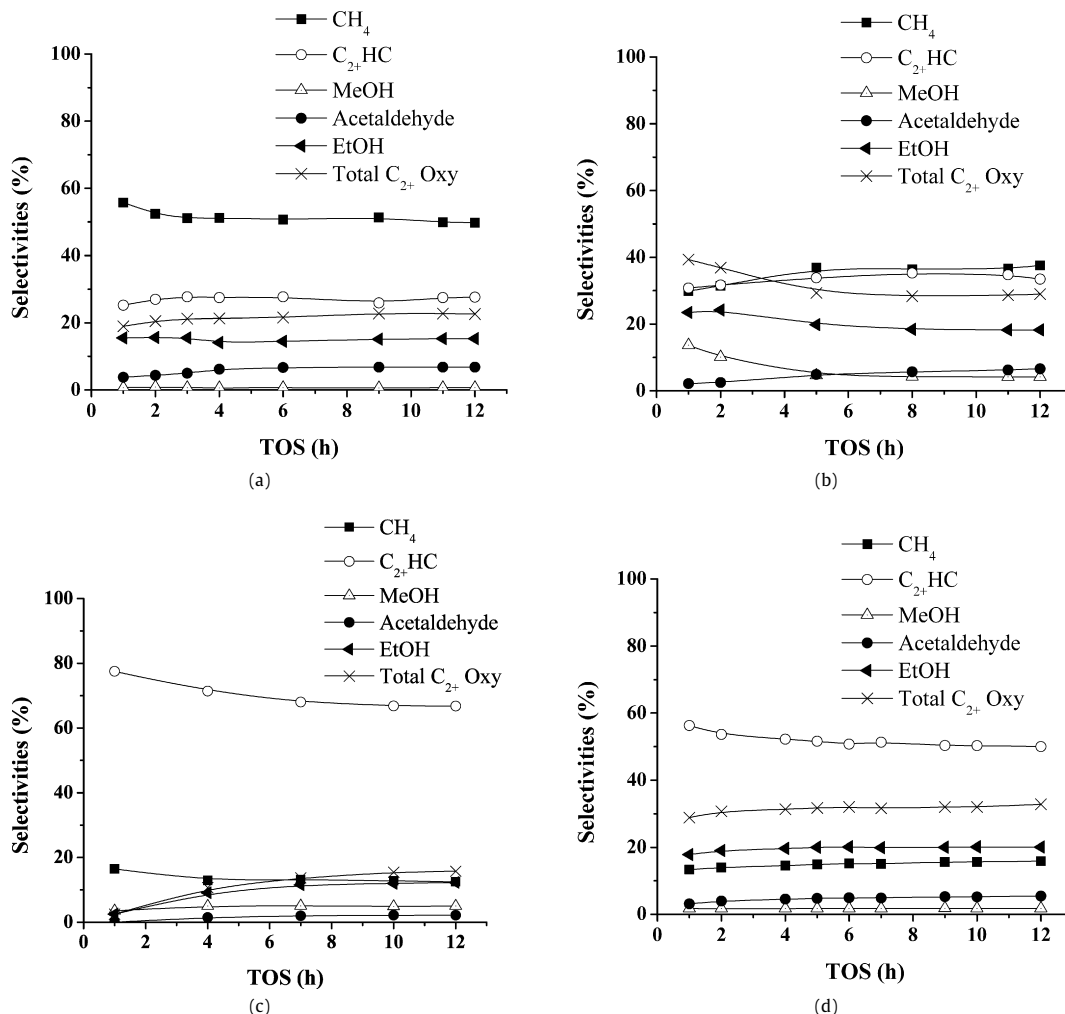 CH4
C2+HC
MeOH
Acetaldehyde
EtOH
Total C2+ Oxy
100
80
60
40
20
0
Selectivities (%)
0 2 4 6 8 10 12
TOS (h)
(a)
CH4
C2+HC
MeOH
Acetaldehyde
EtOH
Total C2+ Oxy
100
80
60
40
20
0
Selectivities (%)
0 2 4 6 8 10 12
TOS (h)
(b)
CH4
C2+HC
MeOH
Acetaldehyde
EtOH
Total C2+ Oxy
100
80
60
40
20
0
Selectivities (%)
0 2 4 6 8 10 12
TOS (h)
(c)
CH4
C2+HC
MeOH
Acetaldehyde
EtOH
Total C2+ Oxy
100
80
60
40
20
0
Selectivities (%)
0 2 4 6 8 10 12
TOS (h)
(d)